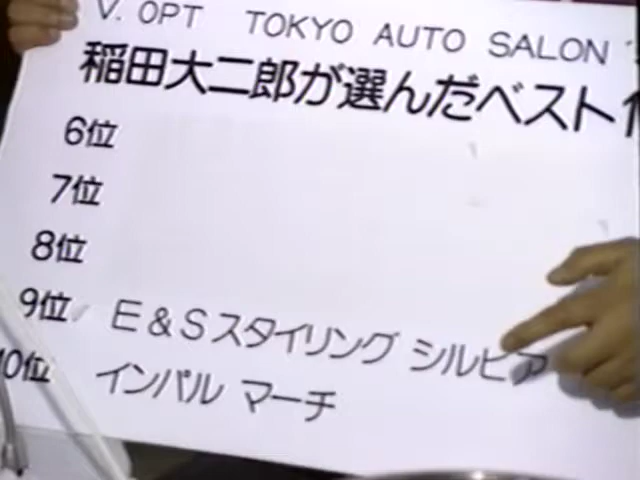 V. OPT TOKYO AUTO SALON
稲田大二郎が選んだベスト1
6位
7位
8位
9位 E&Sスタイリング シルビア
10位 インパル マーチ